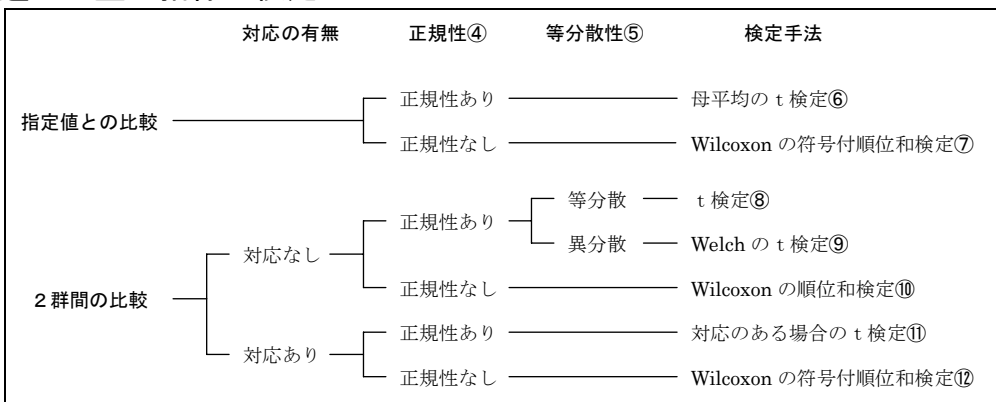 対応の有無 正規性④ 等分散性⑤ 検定手法
正規性あり 母平均の t 検定⑥
指定値との比較
正規性なし Wilcoxon の符号付順位和検定⑦
等分散 t 検定⑧
正規性あり
異分散 Welch の t 検定⑨
対応なし
正規性なし Wilcoxon の順位和検定⑩
2群間の比較
正規性あり 対応のある場合の t 検定⑪
対応あり
正規性なし Wilcoxon の符号付順位和検定⑫